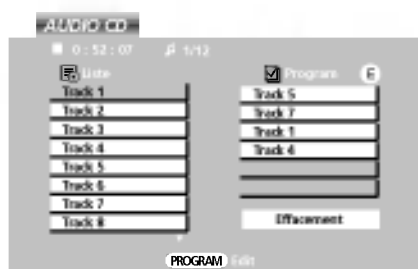 AUDIO CD
0:52:07 1/12
Liste
Program E
Track 1
Track 2
Track 3
Track 4
Track 5
Track 6
Track 7
Track 8
Track 5
Track 7
Track 1
Track 4
Effacement
PROGRAM Edit